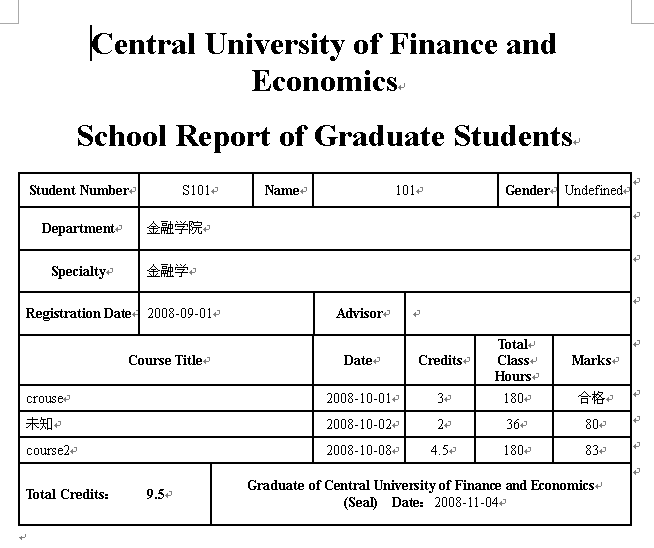 Central University of Finance and
Economics
School Report of Graduate Students
Student Number S101 Name 101 Gender Undefined
Department 金融学院
Specialty 金融学
Registration Date 2008-09-01 Advisor
Course Title Date Credits Total Class Hours Marks
crouse 2008-10-01 3 180 合格
未知 2008-10-02 2 36 80
course2 2008-10-08 4.5 180 83
Total Credits： 9.5
Graduate of Central University of Finance and Economics
(Seal) Date：2008-11-04